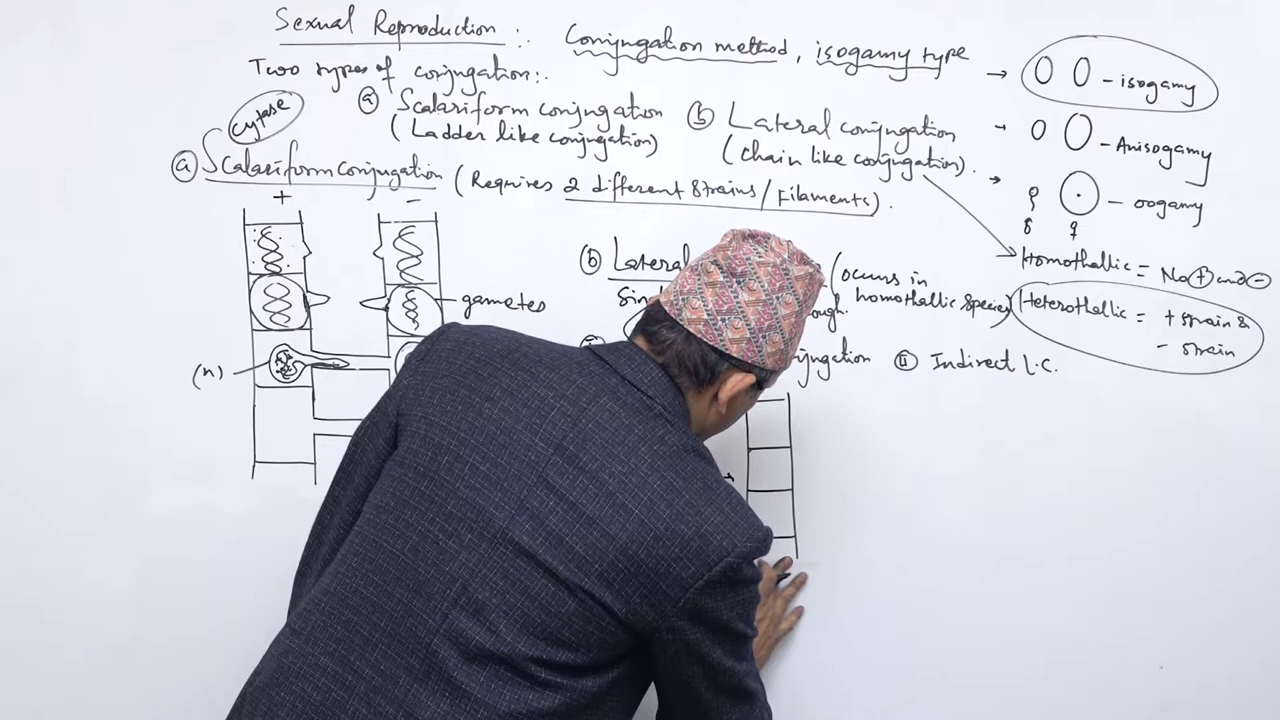 Sexual Reproduction :. Conjugation method, isogamy type
Two types of conjugation:.
(a) Scalariform conjugation (b) Lateral conjugation
(Ladder like conjugation) (chain like conjugation).
cytase
(a) Scalariform conjugation (Requires 2 different strains/Filaments).
+ -
gametes
(n)
→ O O - isogamy
→ O O - Anisogamy
→ - oogamy
♂ ♀
Homothallic = No (+) and (-)
Heterothallic = + strain &
- strain
(b) Lateral (occurs in
homothallic species)
Conjugation (ii) Indirect L.C.